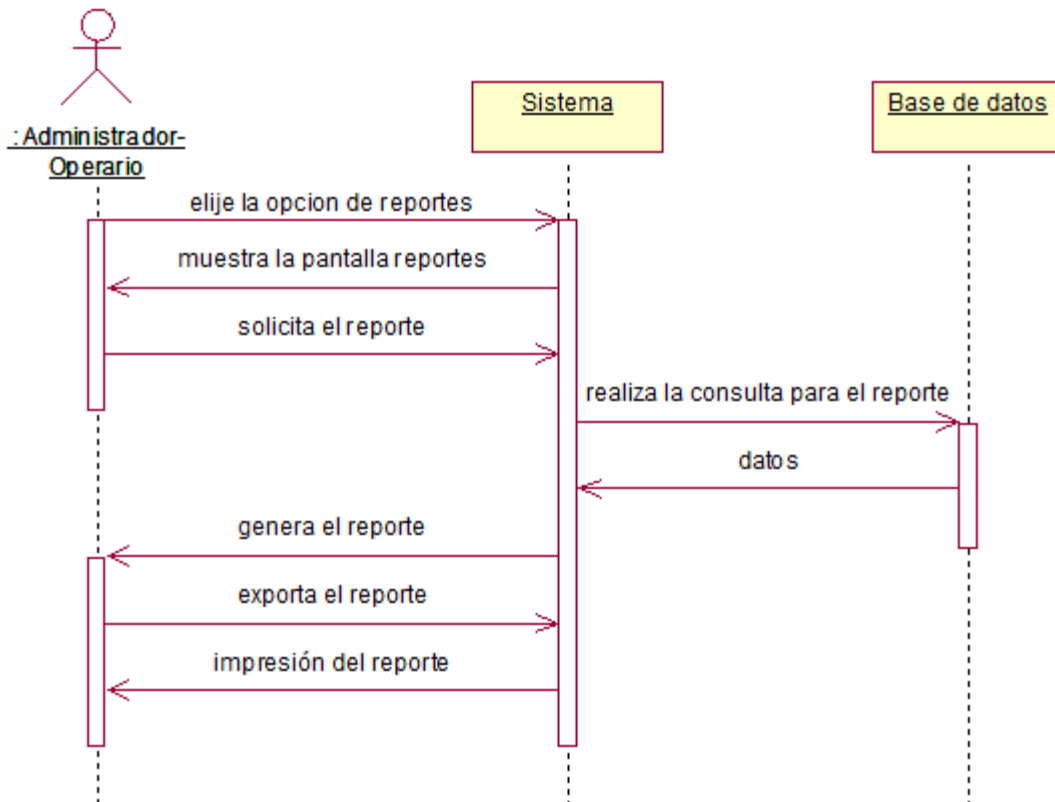 : Administrador-
Operario
Sistema
Base de datos
elije la opcion de reportes
muestra la pantalla reportes
solicita el reporte
realiza la consulta para el reporte
datos
genera el reporte
exporta el reporte
impresión del reporte